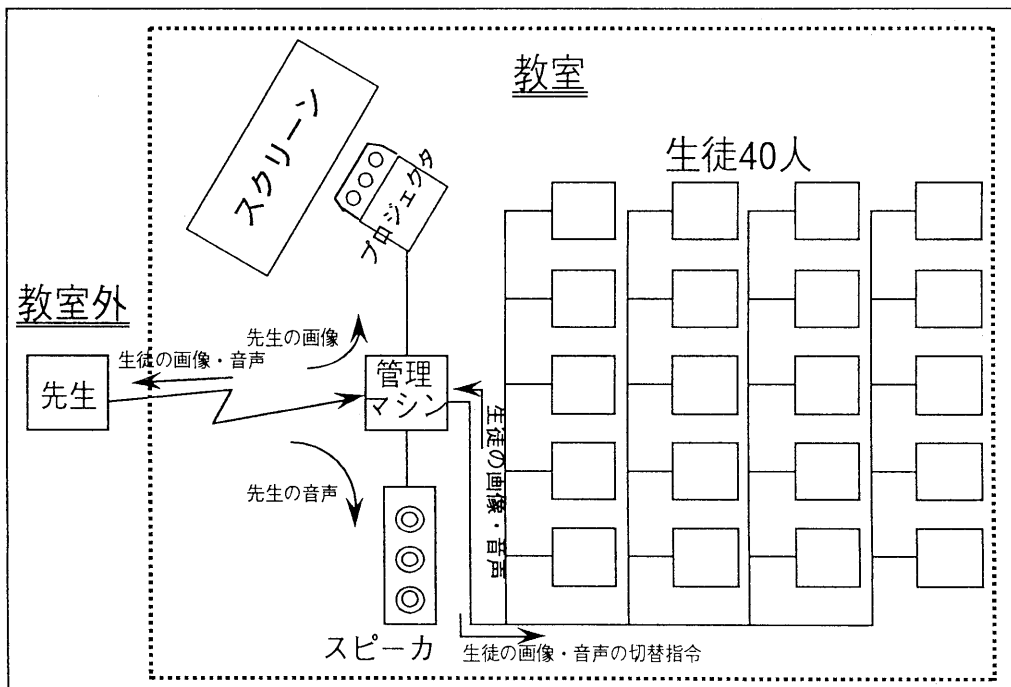 教室
スクリーン
プロジェクタ
生徒40人
教室外
先生の画像
生徒の画像・音声
先生
管理
マシン
生徒の画像・音声
先生の音声
スピーカ
生徒の画像・音声の切替指令